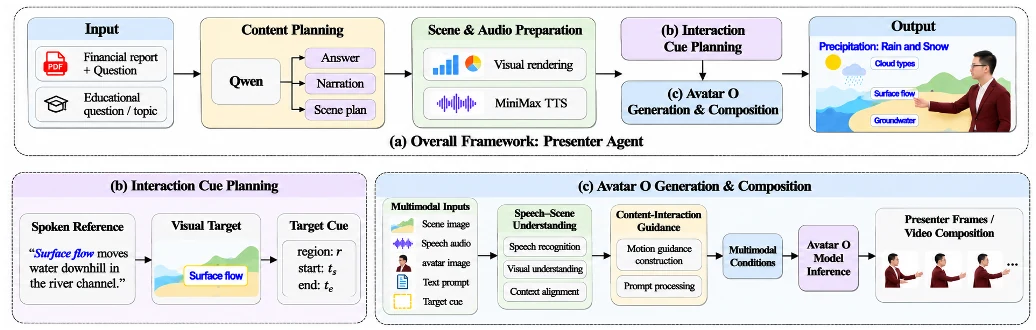 Input
PDF
Financial report
+ Question
Educational
question / topic
Content Planning
Qwen
Answer
Narration
Scene plan
Scene & Audio Preparation
Visual rendering
MiniMax TTS
(b) Interaction
Cue Planning
(c) Avatar O
Generation & Composition
Output
Precipitation: Rain and Snow
Cloud types
Surface flow
Groundwater
(a) Overall Framework: Presenter Agent
(b) Interaction Cue Planning
Spoken Reference
“Surface flow moves
water downhill in
the river channel.”
Visual Target
Surface flow
Target Cue
region: r
start: tₛ
end: tₑ
(c) Avatar O Generation & Composition
Multimodal Inputs
Scene image
Speech audio
avatar image
Text prompt
Target cue
Speech–Scene
Understanding
Speech recognition
Visual understanding
Context alignment
Content-Interaction
Guidance
Motion guidance
construction
Prompt processing
Multimodal
Conditions
Avatar O
Model
Inference
Presenter Frames /
Video Composition
...